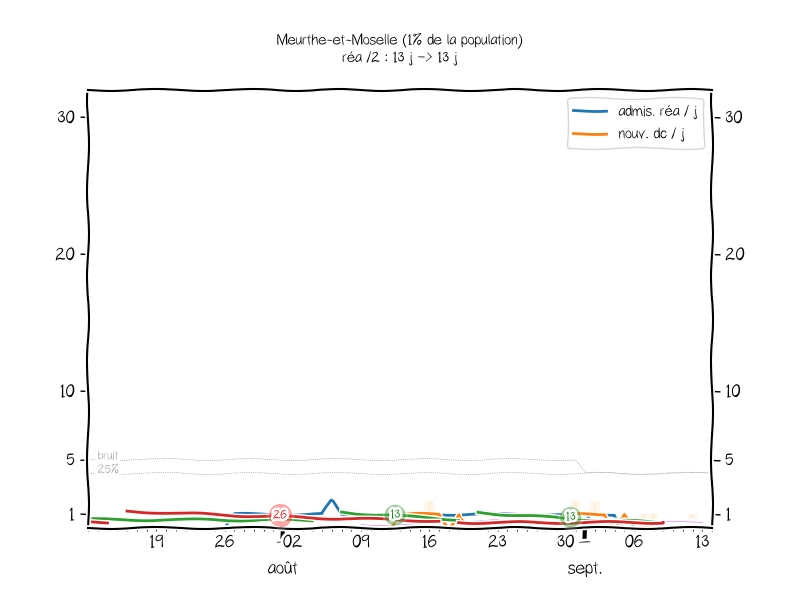 Meurthe-et-Moselle (1% de la population)
réa /2 : 13 j -> 13 j
admis. réa / j
nouv. dc / j
30
30
20
20
10
10
5
5
bruit
25%
1
1
26
13
13
19 26 02 09 16 23 30 06 13
août sept.